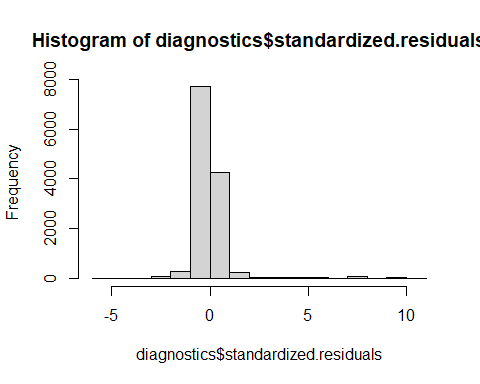 Histogram of diagnostics$standardized.residuals
8000
6000
4000
2000
0
Frequency
-5 0 5 10
diagnostics$standardized.residuals